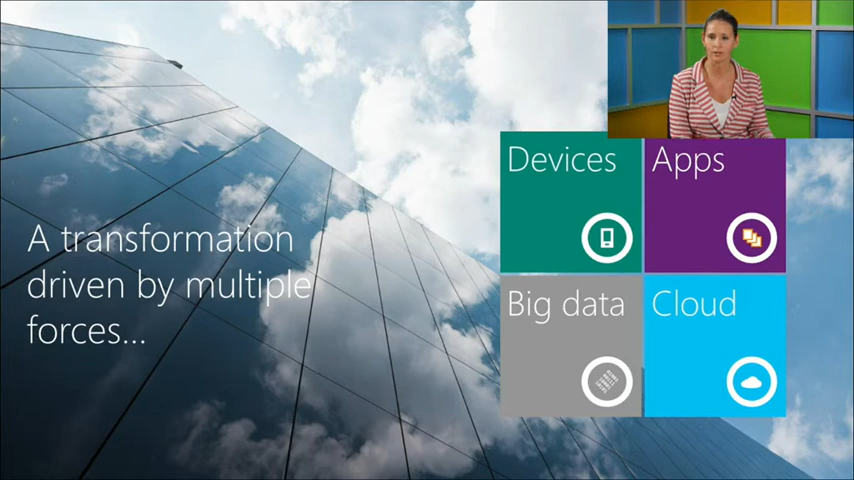 A transformation
driven by multiple
forces...
Devices
Apps
Big data
Cloud